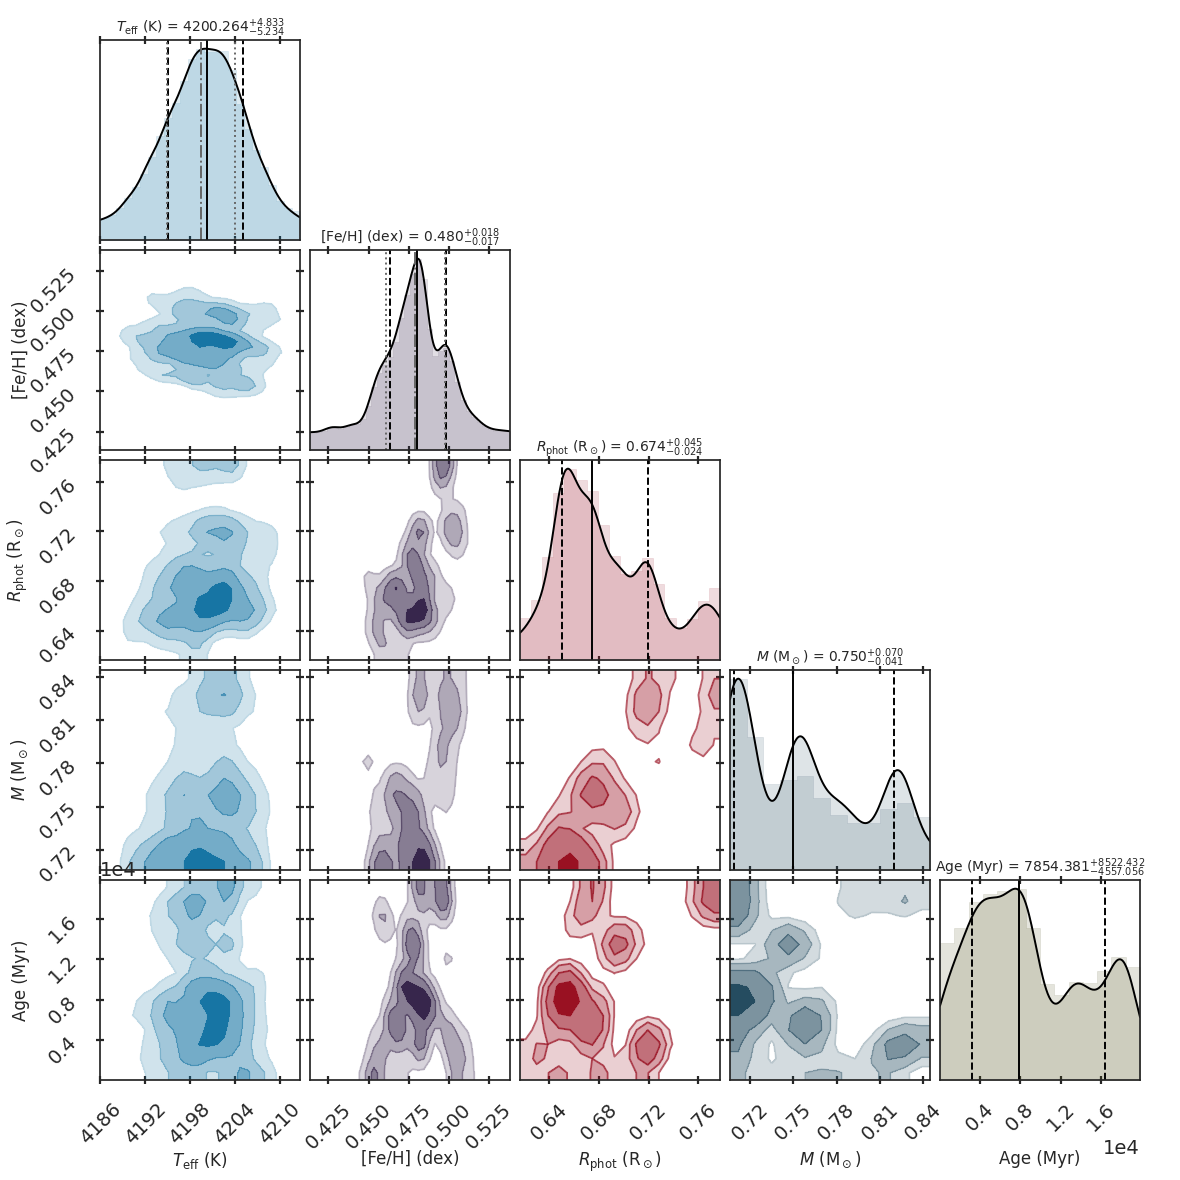 T_eff (K) = 4200.264 +4.833 −5.234
[Fe/H] (dex) = 0.480 +0.018 −0.017
0.525
0.500
0.475
0.450
0.425
[Fe/H] (dex)
R_phot (R⊙) = 0.674 +0.045 −0.024
0.76
0.72
0.68
0.64
R_phot (R⊙)
M (M⊙) = 0.750 +0.070 −0.041
0.84
0.81
0.78
0.75
0.72
M (M⊙)
1e4
Age (Myr) = 7854.381 +8522.432 −4557.056
1.6
1.2
0.8
0.4
Age (Myr)
4186 4192 4198 4204 4210
0.425 0.450 0.475 0.500 0.525
0.64 0.68 0.72 0.76
0.72 0.75 0.78 0.81 0.84
0.4 0.8 1.2 1.6
1e4
T_eff (K)
[Fe/H] (dex)
R_phot (R⊙)
M (M⊙)
Age (Myr)